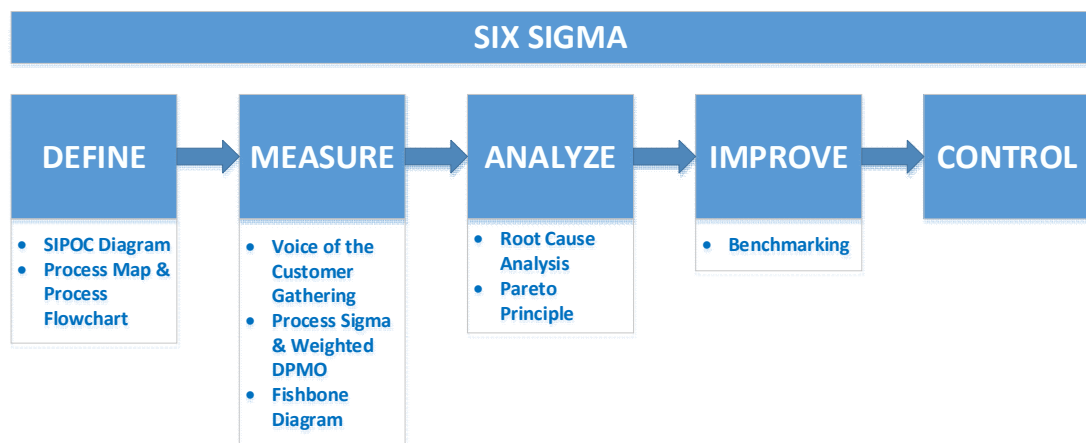 SIX SIGMA
DEFINE
MEASURE
ANALYZE
IMPROVE
CONTROL
• SIPOC Diagram
• Process Map &
Process
Flowchart
• Voice of the
Customer
Gathering
• Process Sigma
& Weighted
DPMO
• Fishbone
Diagram
• Root Cause
Analysis
• Pareto
Principle
• Benchmarking